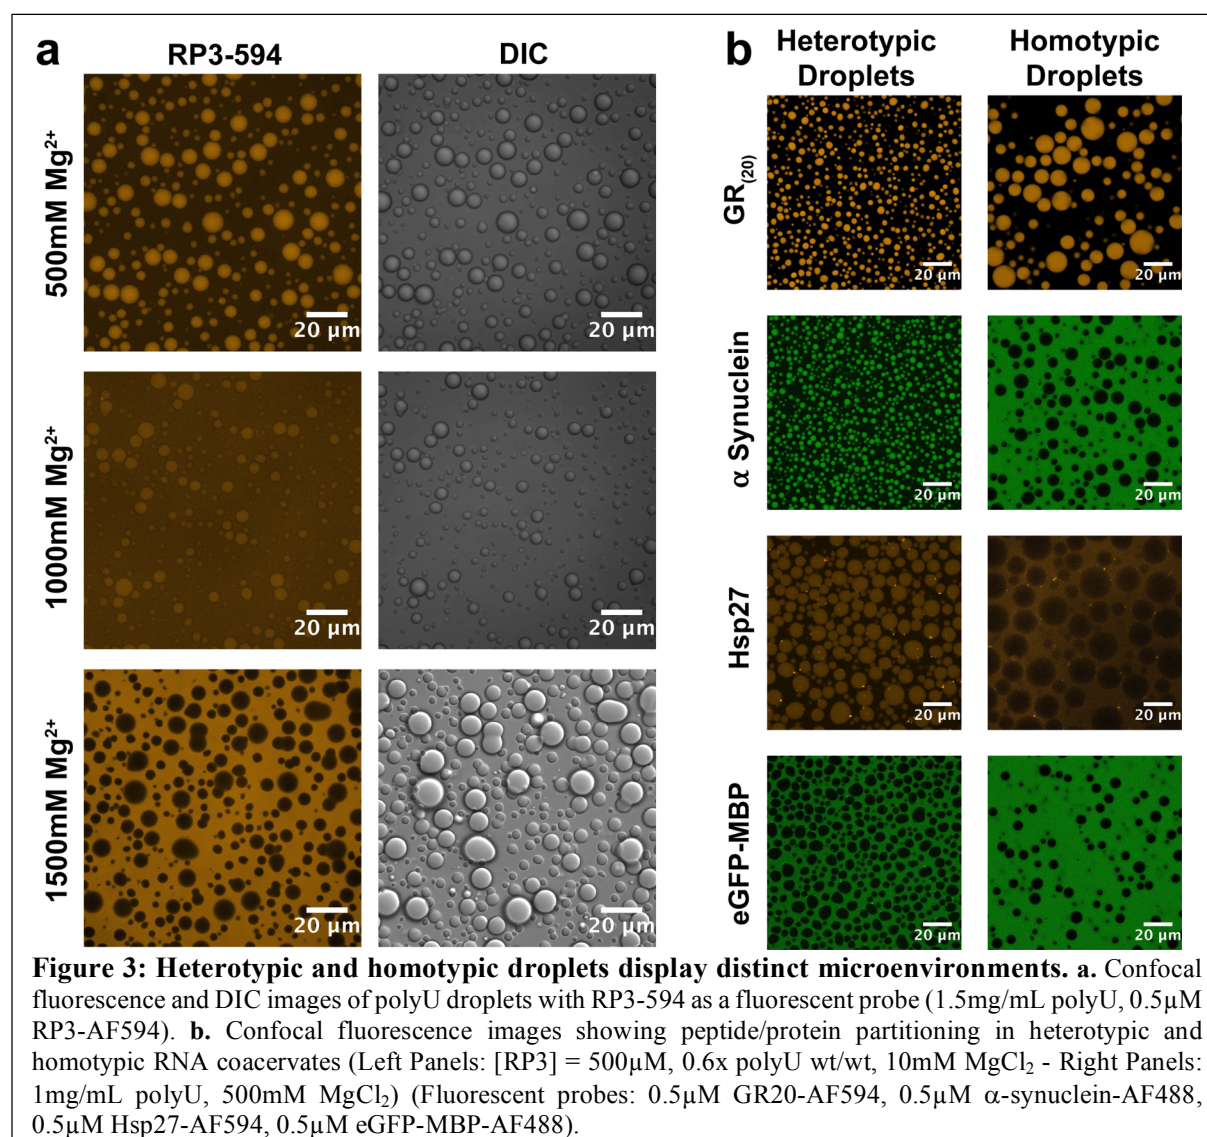 a
RP3-594
DIC
500mM Mg²⁺
20 µm
20 µm
1000mM Mg²⁺
20 µm
20 µm
1500mM Mg²⁺
20 µm
20 µm
b
Heterotypic
Droplets
Homotypic
Droplets
GR₍₂₀₎
20 µm
20 µm
α Synuclein
20 µm
20 µm
Hsp27
20 µm
20 µm
eGFP-MBP
20 µm
20 µm
Figure 3: Heterotypic and homotypic droplets display distinct microenvironments. a. Confocal
fluorescence and DIC images of polyU droplets with RP3-594 as a fluorescent probe (1.5mg/mL polyU, 0.5µM
RP3-AF594). b. Confocal fluorescence images showing peptide/protein partitioning in heterotypic and
homotypic RNA coacervates (Left Panels: [RP3] = 500µM, 0.6x polyU wt/wt, 10mM MgCl₂ - Right Panels:
1mg/mL polyU, 500mM MgCl₂) (Fluorescent probes: 0.5µM GR20-AF594, 0.5µM α-synuclein-AF488,
0.5µM Hsp27-AF594, 0.5µM eGFP-MBP-AF488).